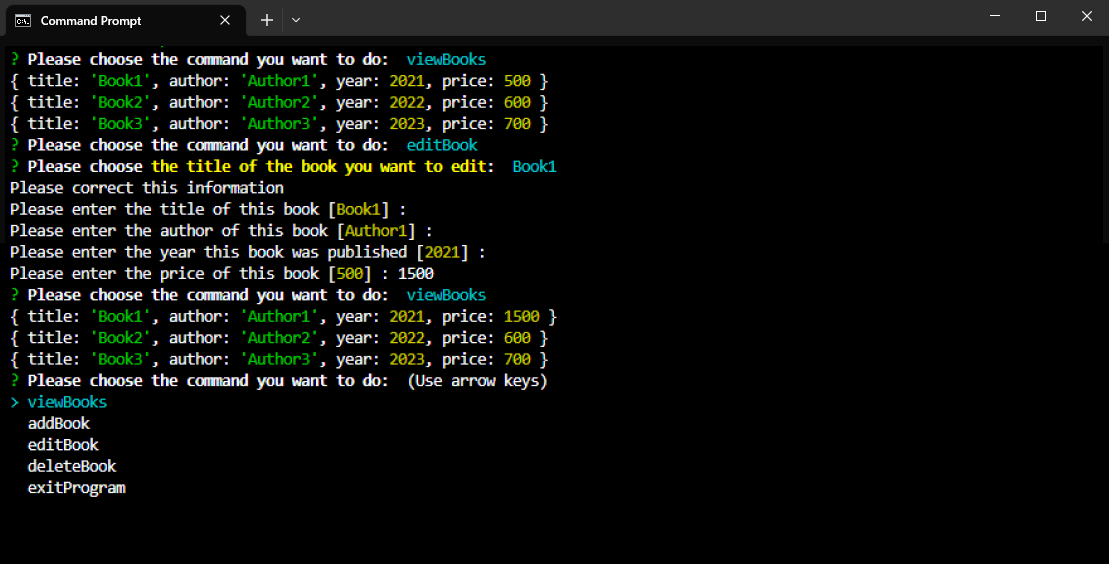 Command Prompt
? Please choose the command you want to do:  viewBooks
{ title: 'Book1', author: 'Author1', year: 2021, price: 500 }
{ title: 'Book2', author: 'Author2', year: 2022, price: 600 }
{ title: 'Book3', author: 'Author3', year: 2023, price: 700 }
? Please choose the command you want to do:  editBook
? Please choose the title of the book you want to edit:  Book1
Please correct this information
Please enter the title of this book [Book1] :
Please enter the author of this book [Author1] :
Please enter the year this book was published [2021] :
Please enter the price of this book [500] : 1500
? Please choose the command you want to do:  viewBooks
{ title: 'Book1', author: 'Author1', year: 2021, price: 1500 }
{ title: 'Book2', author: 'Author2', year: 2022, price: 600 }
{ title: 'Book3', author: 'Author3', year: 2023, price: 700 }
? Please choose the command you want to do:  (Use arrow keys)
> viewBooks
  addBook
  editBook
  deleteBook
  exitProgram